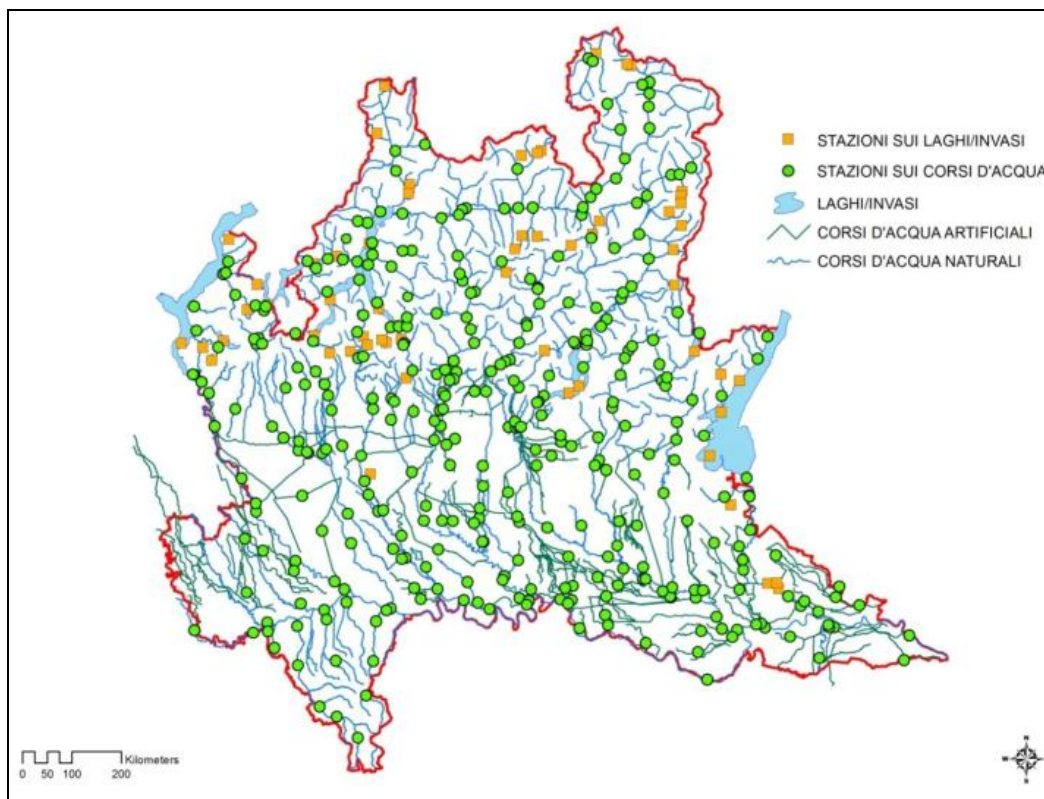 STAZIONI SUI LAGHI/INVASI
STAZIONI SUI CORSI D'ACQUA
LAGHI/INVASI
CORSI D'ACQUA ARTIFICIALI
CORSI D'ACQUA NATURALI
Kilometers
0 50 100 200
N
W E
S